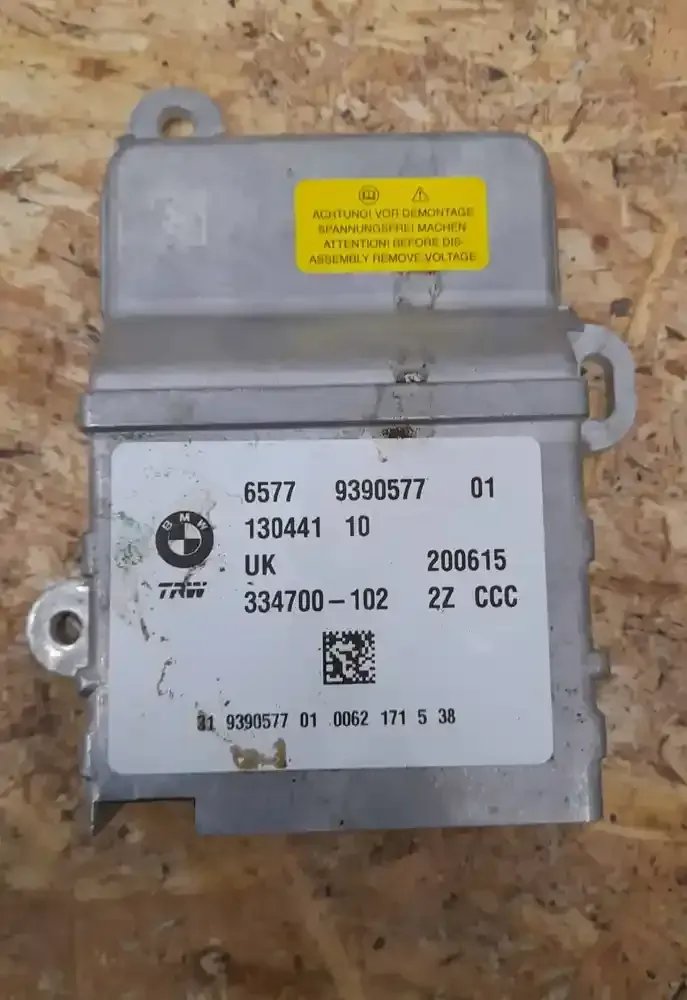 ACHTUNG! VOR DEMONTAGE
SPANNUNGSFREI MACHEN
ATTENTION! BEFORE DIS-
ASSEMBLY REMOVE VOLTAGE
6577 9390577 01
BMW
130441 10
UK 200615
TRW
334700-102 2Z CCC
31 9390577 01 0062 171 5 38